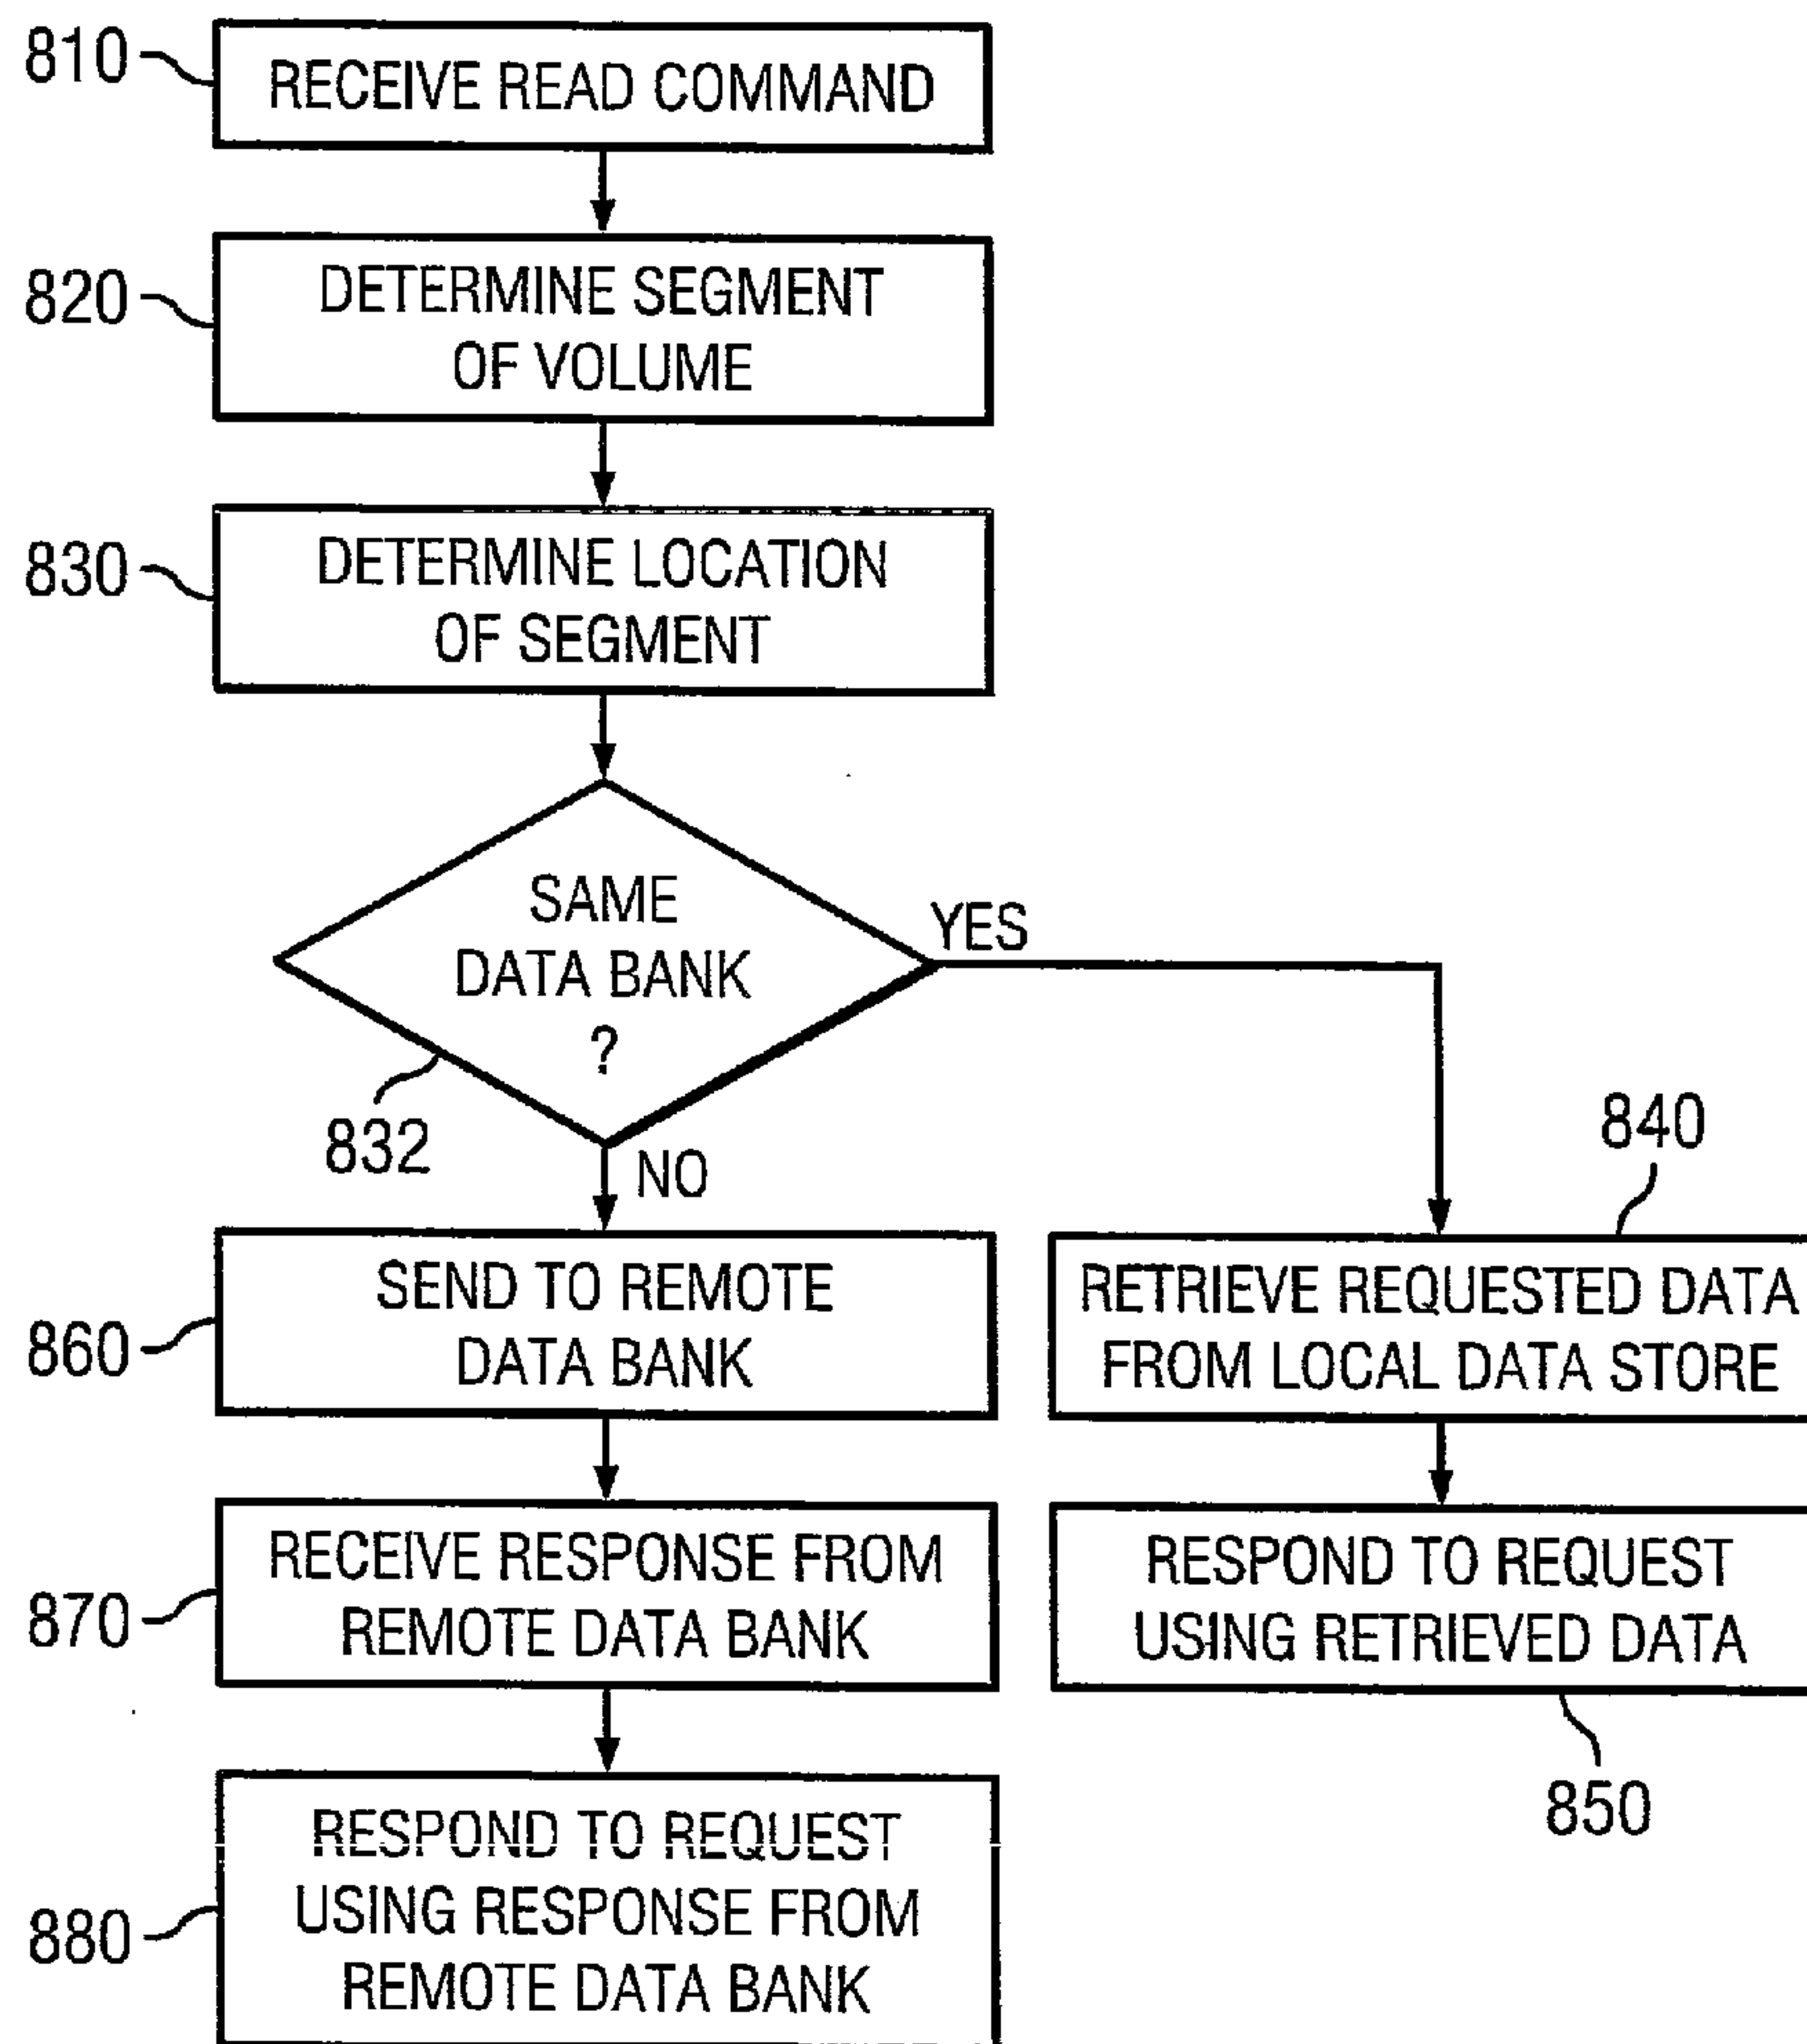 810
RECEIVE READ COMMAND
820
DETERMINE SEGMENT
OF VOLUME
830
DETERMINE LOCATION
OF SEGMENT
SAME
DATA BANK
?
YES
832
NO
840
860
SEND TO REMOTE
DATA BANK
RETRIEVE REQUESTED DATA
FROM LOCAL DATA STORE
870
RECEIVE RESPONSE FROM
REMOTE DATA BANK
RESPOND TO REQUEST
USING RETRIEVED DATA
850
880
RESPOND TO REQUEST
USING RESPONSE FROM
REMOTE DATA BANK